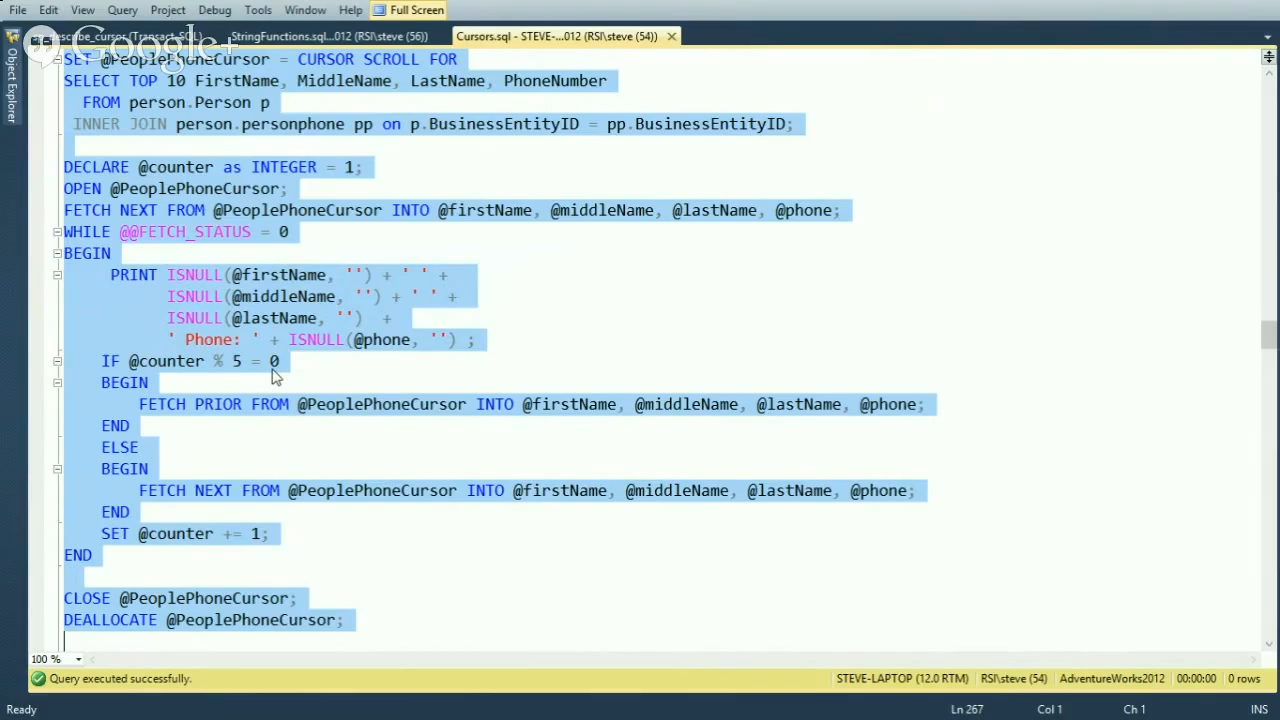 File Edit View Query Project Debug Tools Window Help Full Screen
sp_describe_cursor (Transact-SQL) StringFunctions.sql...012 (RSI\steve (56)) Cursors.sql - STEVE-...012 (RSI\steve (54))
Google+
Object Explorer
SET @PeoplePhoneCursor = CURSOR SCROLL FOR
SELECT TOP 10 FirstName, MiddleName, LastName, PhoneNumber
FROM person.Person p
INNER JOIN person.personphone pp on p.BusinessEntityID = pp.BusinessEntityID;
DECLARE @counter as INTEGER = 1;
OPEN @PeoplePhoneCursor;
FETCH NEXT FROM @PeoplePhoneCursor INTO @firstName, @middleName, @lastName, @phone;
WHILE @@FETCH_STATUS = 0
BEGIN
PRINT ISNULL(@firstName, '') + ' ' +
ISNULL(@middleName, '') + ' ' +
ISNULL(@lastName, '') +
' Phone: ' + ISNULL(@phone, '') ;
IF @counter % 5 = 0
BEGIN
FETCH PRIOR FROM @PeoplePhoneCursor INTO @firstName, @middleName, @lastName, @phone;
END
ELSE
BEGIN
FETCH NEXT FROM @PeoplePhoneCursor INTO @firstName, @middleName, @lastName, @phone;
END
SET @counter += 1;
END
CLOSE @PeoplePhoneCursor;
DEALLOCATE @PeoplePhoneCursor;
100 %
Query executed successfully. STEVE-LAPTOP (12.0 RTM) RSI\steve (54) AdventureWorks2012 00:00:00 0 rows
Ready Ln 267 Col 1 Ch 1 INS